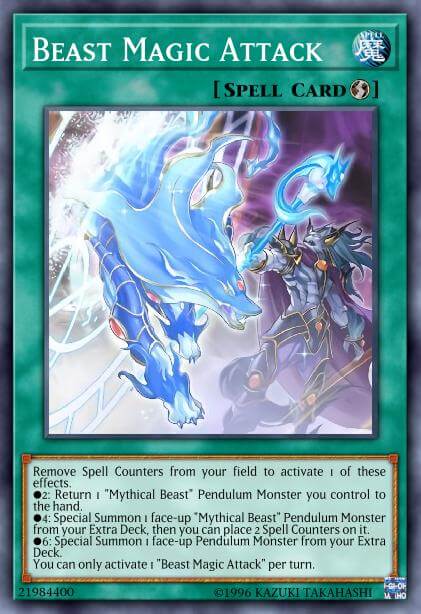 Beast Magic Attack
SPELL
魔
[Spell Card]
Remove Spell Counters from your field to activate 1 of these
effects.
●2: Return 1 "Mythical Beast" Pendulum Monster you control to
the hand.
●4: Special Summon 1 face-up "Mythical Beast" Pendulum Monster
from your Extra Deck, then you can place 2 Spell Counters on it.
●6: Special Summon 1 face-up Pendulum Monster from your Extra
Deck.
You can only activate 1 "Beast Magic Attack" per turn.
21984400
©1996 KAZUKI TAKAHASHI